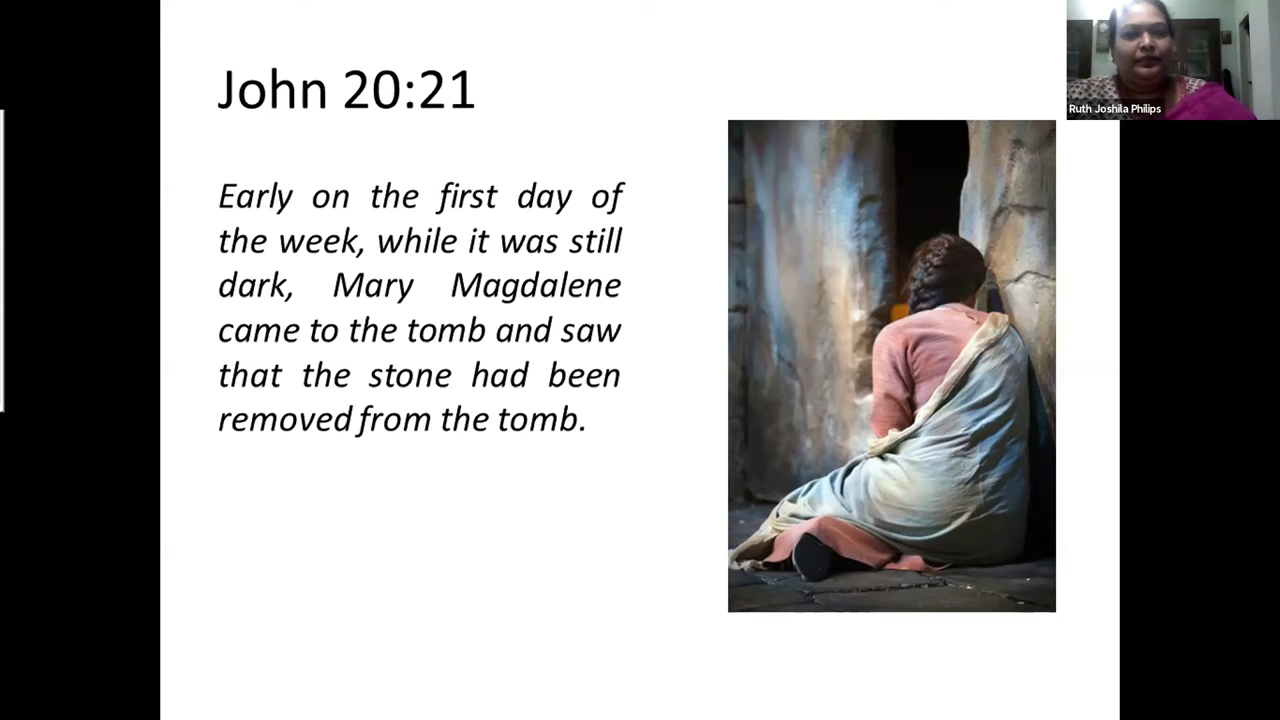 John 20:21
Early on the first day of
the week, while it was still
dark, Mary Magdalene
came to the tomb and saw
that the stone had been
removed from the tomb.
Ruth Joshila Philips